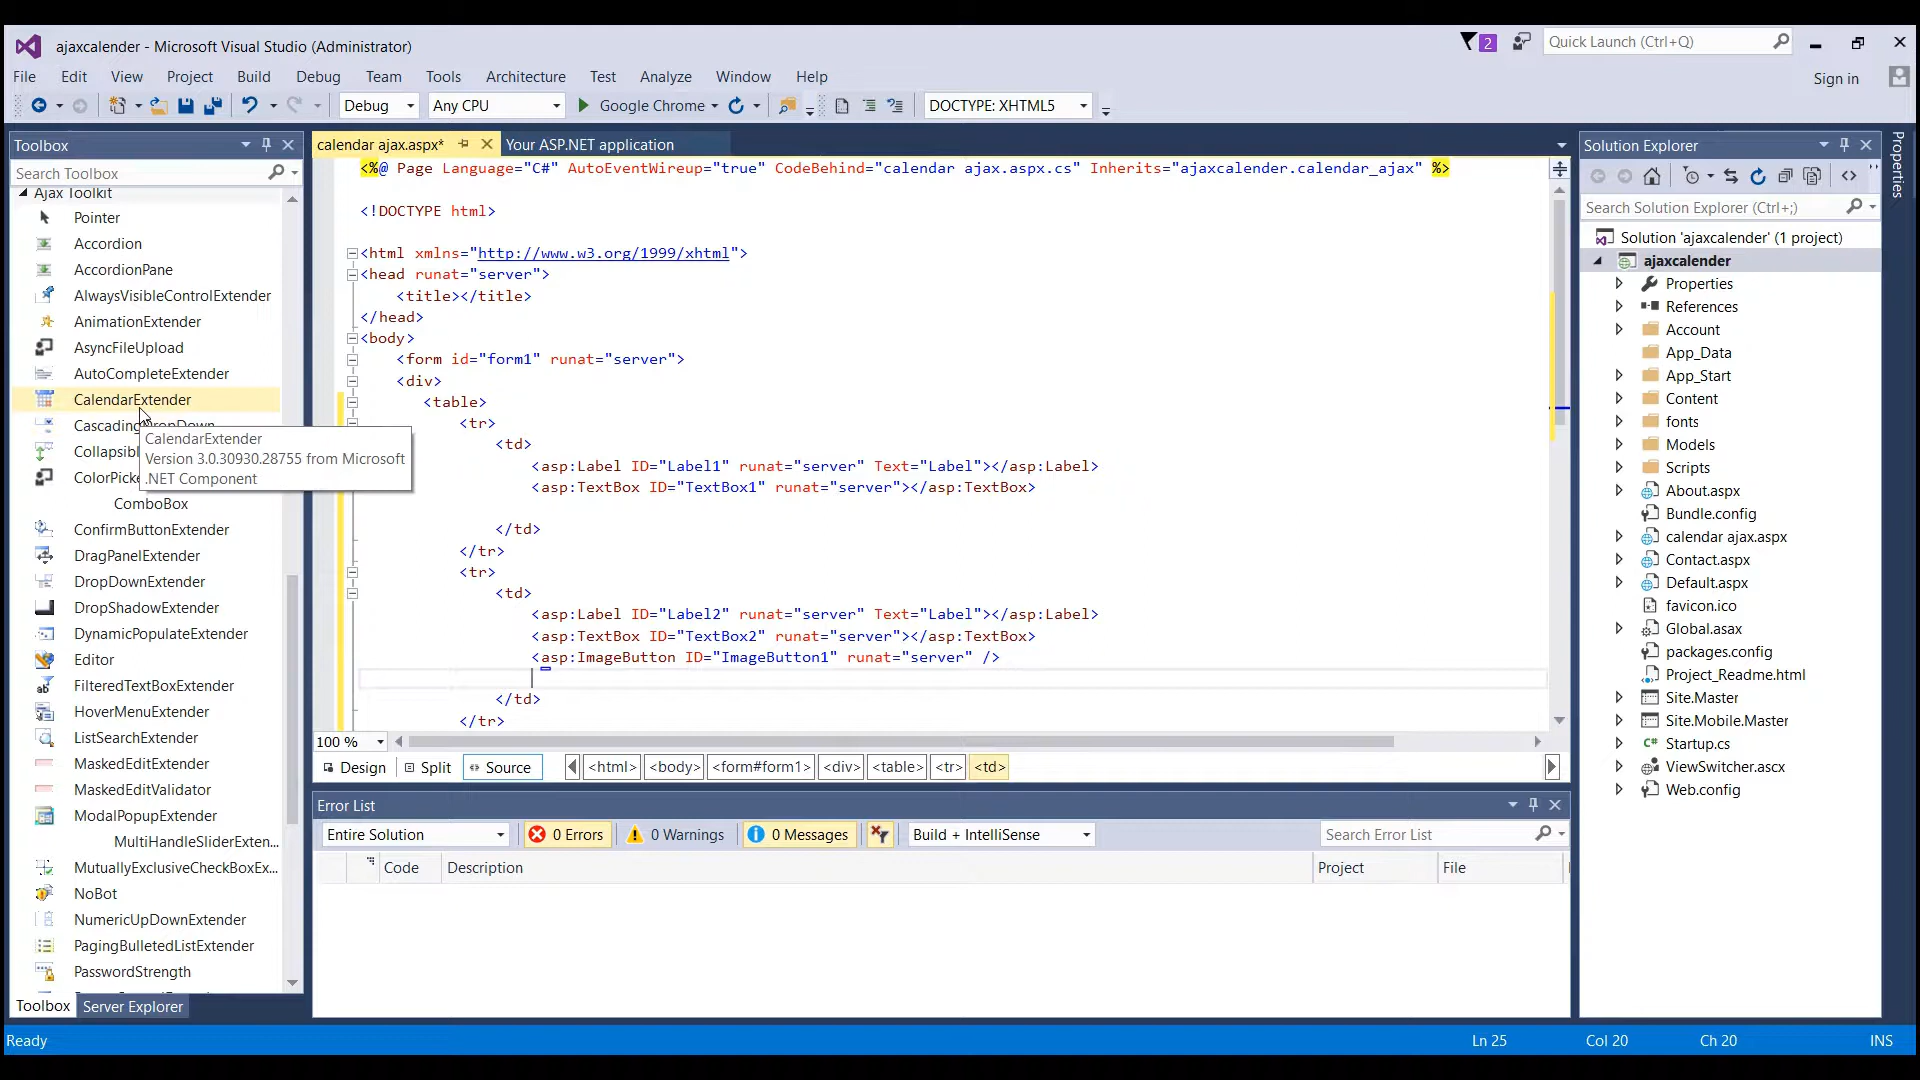 ajaxcalender - Microsoft Visual Studio (Administrator)
2
Quick Launch (Ctrl+Q)
File Edit View Project Build Debug Team Tools Architecture Test Analyze Window Help
Sign in
Debug Any CPU Google Chrome DOCTYPE: XHTML5
Toolbox
Search Toolbox
Ajax Toolkit
Pointer
Accordion
AccordionPane
AlwaysVisibleControlExtender
AnimationExtender
AsyncFileUpload
AutoCompleteExtender
CalendarExtender
CascadingDropDown
Collapsibl
ColorPicke
CalendarExtender
Version 3.0.30930.28755 from Microsoft
.NET Component
ComboBox
ConfirmButtonExtender
DragPanelExtender
DropDownExtender
DropShadowExtender
DynamicPopulateExtender
Editor
FilteredTextBoxExtender
HoverMenuExtender
ListSearchExtender
MaskedEditExtender
MaskedEditValidator
ModalPopupExtender
MultiHandleSliderExten...
MutuallyExclusiveCheckBoxEx...
NoBot
NumericUpDownExtender
PagingBulletedListExtender
PasswordStrength
Toolbox Server Explorer
calendar ajax.aspx* Your ASP.NET application
<%@ Page Language="C#" AutoEventWireup="true" CodeBehind="calendar ajax.aspx.cs" Inherits="ajaxcalender.calendar_ajax" %>
<!DOCTYPE html>
<html xmlns="http://www.w3.org/1999/xhtml">
<head runat="server">
<title></title>
</head>
<body>
<form id="form1" runat="server">
<div>
<table>
<tr>
<td>
<asp:Label ID="Label1" runat="server" Text="Label"></asp:Label>
<asp:TextBox ID="TextBox1" runat="server"></asp:TextBox>
</td>
</tr>
<tr>
<td>
<asp:Label ID="Label2" runat="server" Text="Label"></asp:Label>
<asp:TextBox ID="TextBox2" runat="server"></asp:TextBox>
<asp:ImageButton ID="ImageButton1" runat="server" />
</td>
</tr>
100 %
Design Split Source <html> <body> <form#form1> <div> <table> <tr> <td>
Error List
Entire Solution 0 Errors 0 Warnings 0 Messages Build + IntelliSense Search Error List
Code Description Project File
Solution Explorer
Search Solution Explorer (Ctrl+;)
Solution 'ajaxcalender' (1 project)
ajaxcalender
Properties
References
Account
App_Data
App_Start
Content
fonts
Models
Scripts
About.aspx
Bundle.config
calendar ajax.aspx
Contact.aspx
Default.aspx
favicon.ico
Global.asax
packages.config
Project_Readme.html
Site.Master
Site.Mobile.Master
Startup.cs
ViewSwitcher.ascx
Web.config
Properties
Ready Ln 25 Col 20 Ch 20 INS